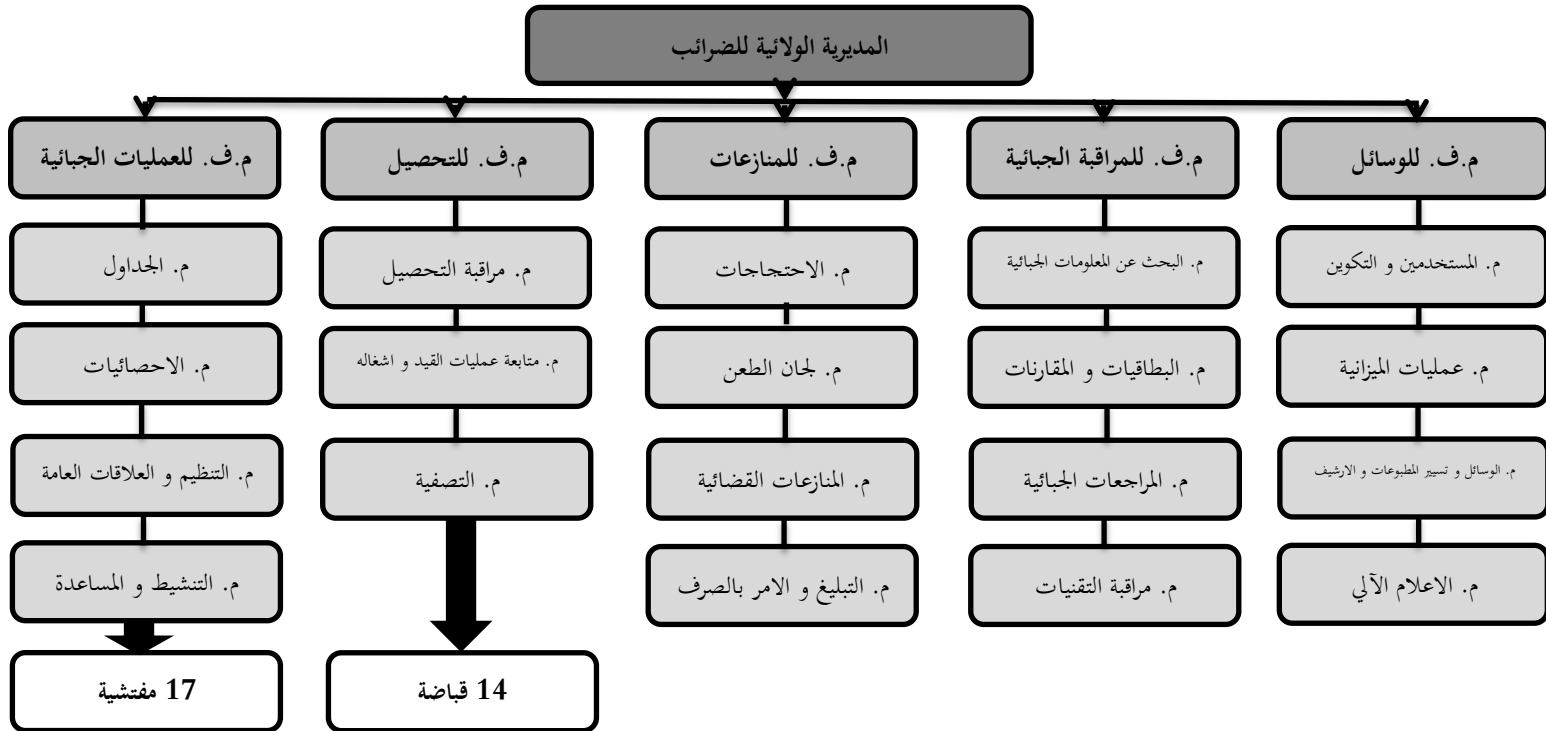 المديرية الولائية للضرائب
م.ف. للوسائل
م.ف. للمراقبة الجبائية
م.ف. للمنازعات
م.ف. للتحصيل
م.ف. للعمليات الجبائية
م. المستخدمين و التكوين
م. البحث عن المعلومات الجبائية
م. الاحتجاجات
م. مراقبة التحصيل
م. الجداول
م. عمليات الميزانية
م. البطاقيات و المقارنات
م. لجان الطعن
م. متابعة عمليات القيد و اشغاله
م. الاحصائيات
م. الوسائل و تسيير المطبوعات و الارشيف
م. المراجعات الجبائية
م. المنازعات القضائية
م. التصفية
م. التنظيم و العلاقات العامة
م. الاعلام الآلي
م. مراقبة التقنيات
م. التبليغ و الامر بالصرف
م. التنشيط و المساعدة
14 قباضة
17 مفتشية